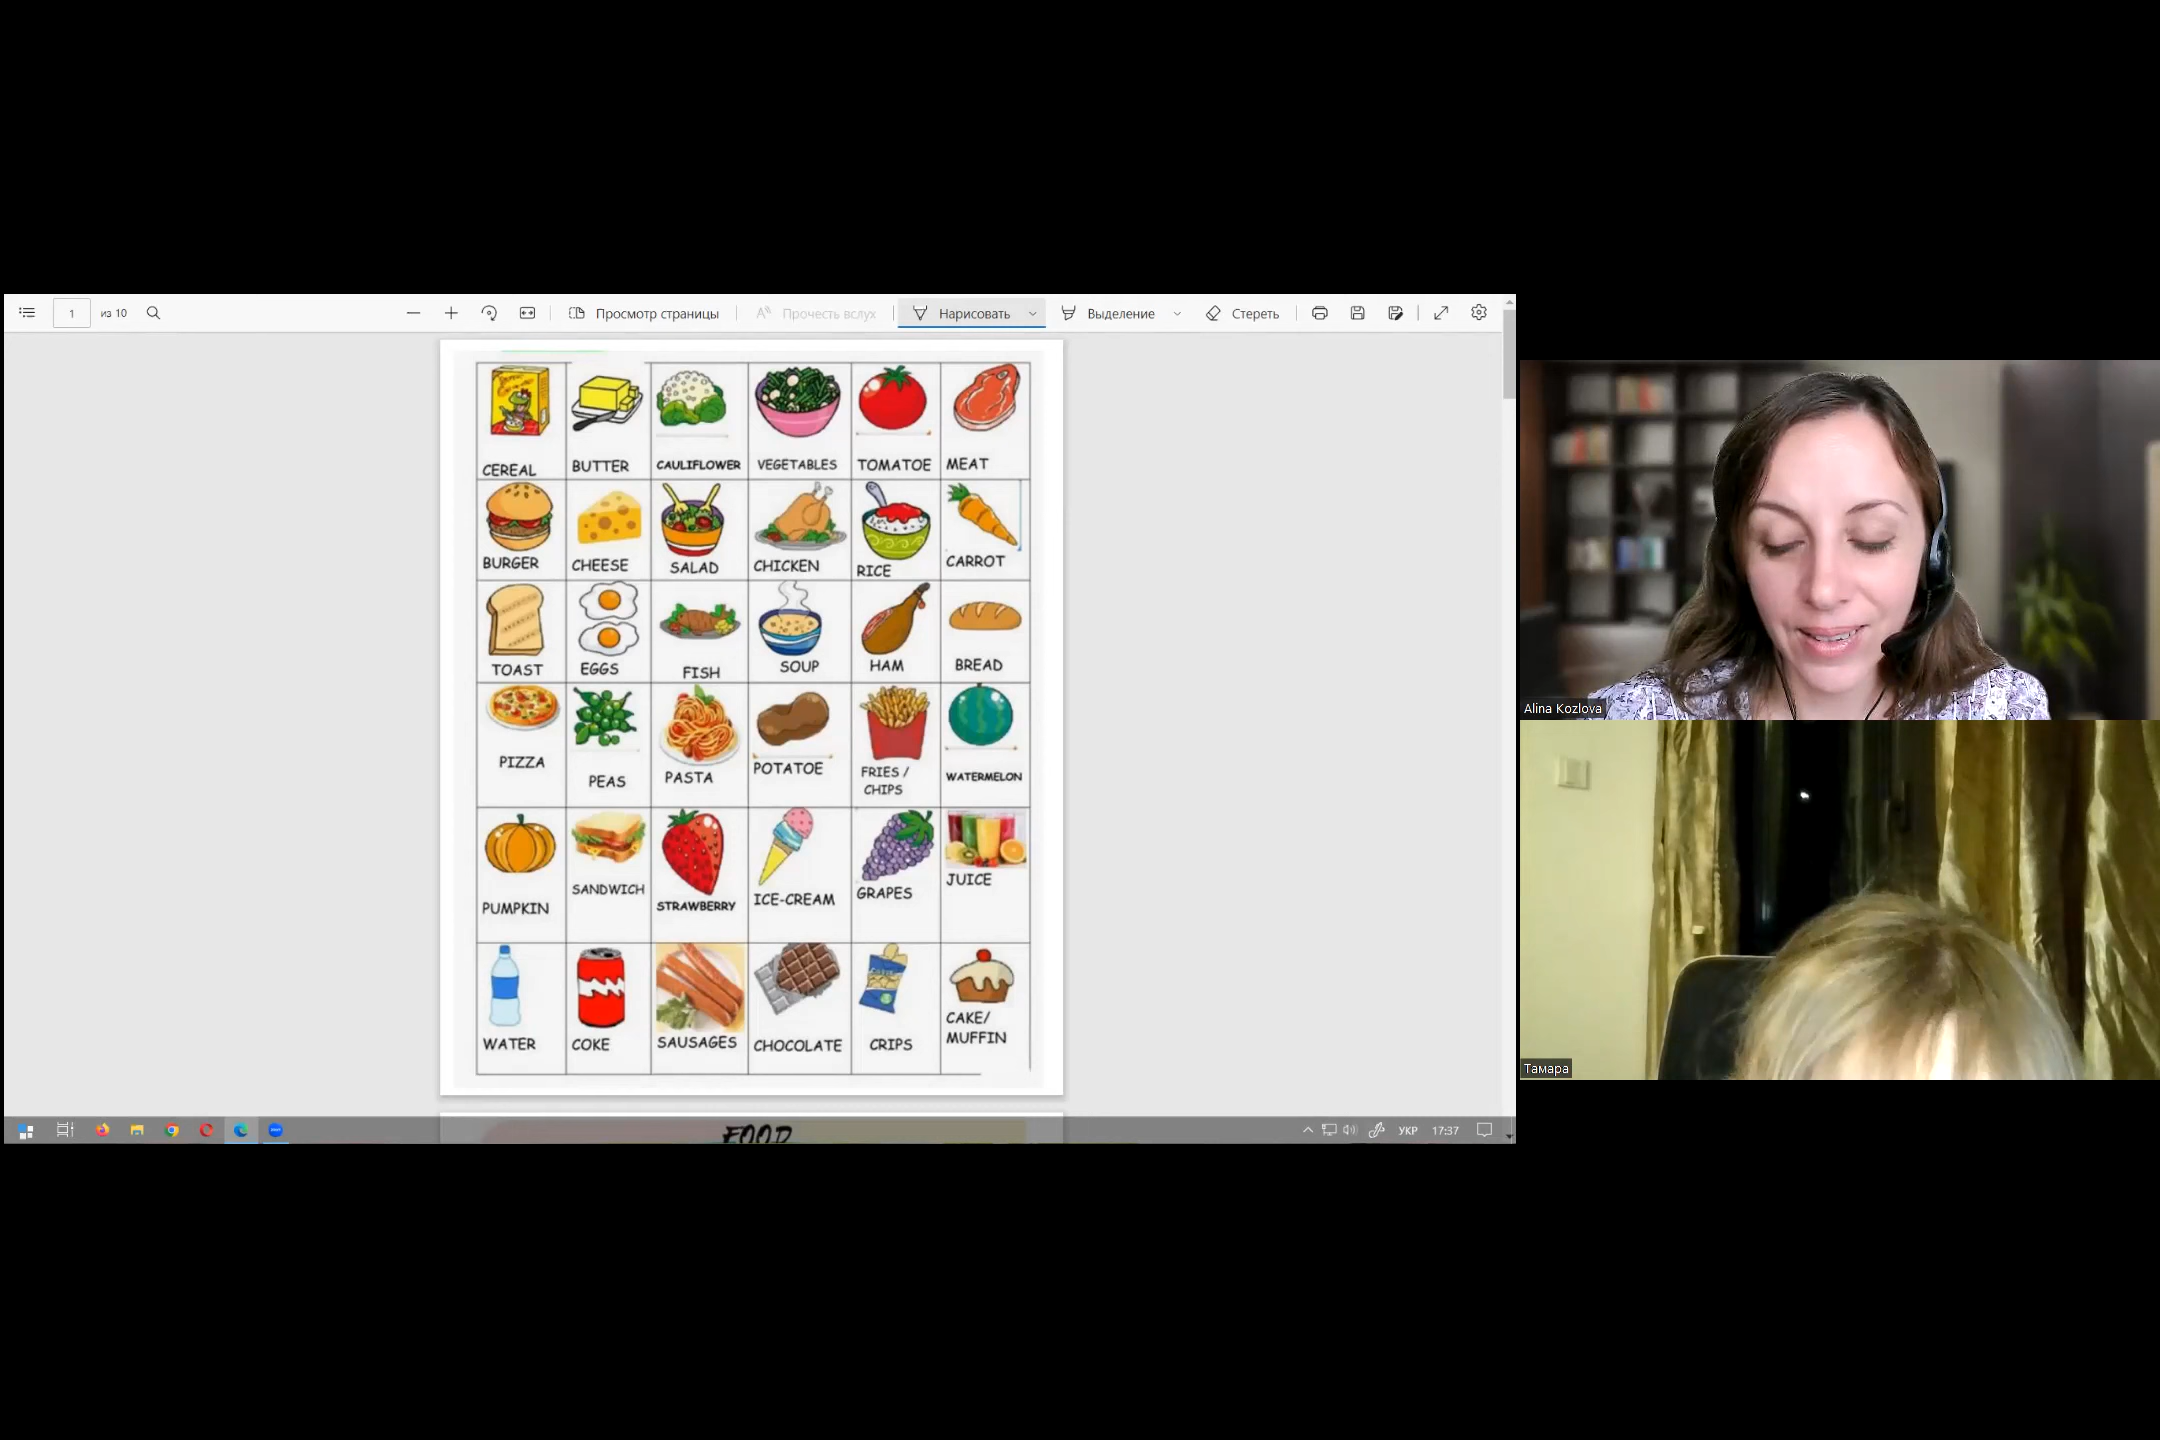 1 из 10 Просмотр страницы Прочесть вслух Нарисовать Выделение Стереть
CEREAL BUTTER CAULIFLOWER VEGETABLES TOMATOE MEAT
BURGER CHEESE SALAD CHICKEN RICE CARROT
TOAST EGGS FISH SOUP HAM BREAD
PIZZA PEAS PASTA POTATOE FRIES / CHIPS WATERMELON
PUMPKIN SANDWICH STRAWBERRY ICE-CREAM GRAPES JUICE
WATER COKE SAUSAGES CHOCOLATE CRIPS CAKE/ MUFFIN
FOOD
УКР 17:37
Alina Kozlova
Тамара